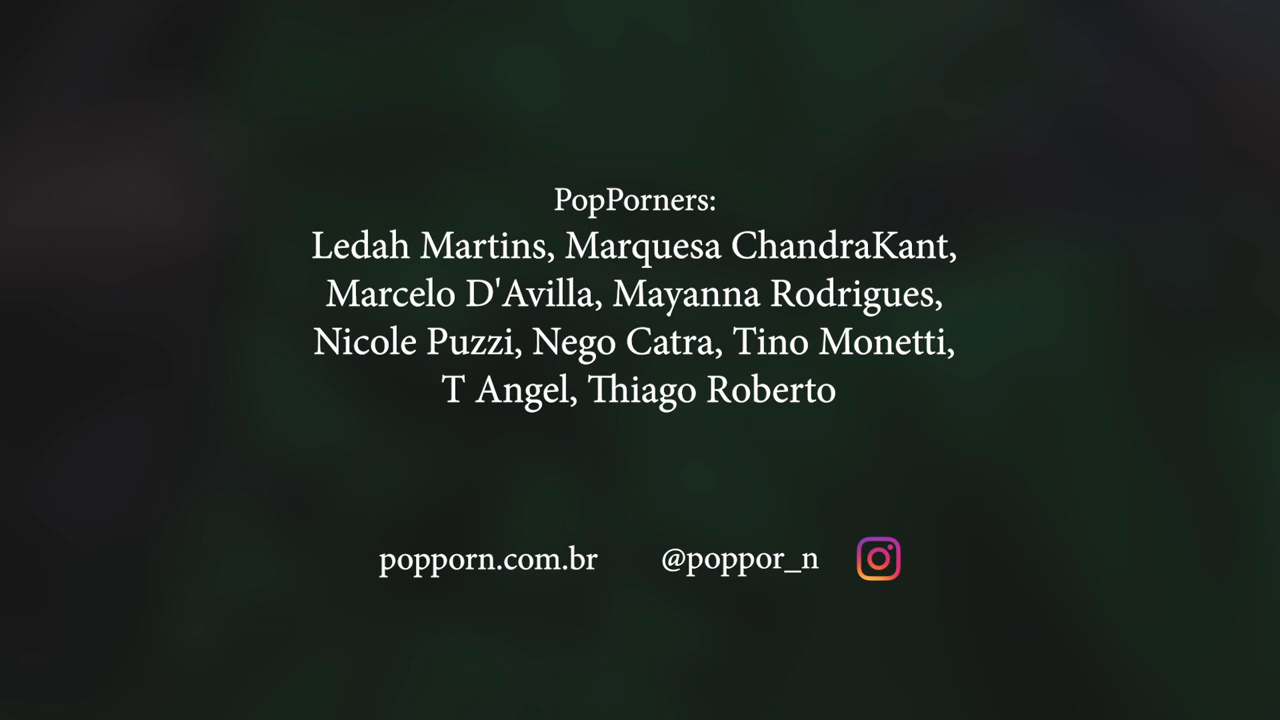 PopPorners:
Ledah Martins, Marquesa ChandraKant,
Marcelo D'Avilla, Mayanna Rodrigues,
Nicole Puzzi, Nego Catra, Tino Monetti,
T Angel, Thiago Roberto
popporn.com.br @poppor_n